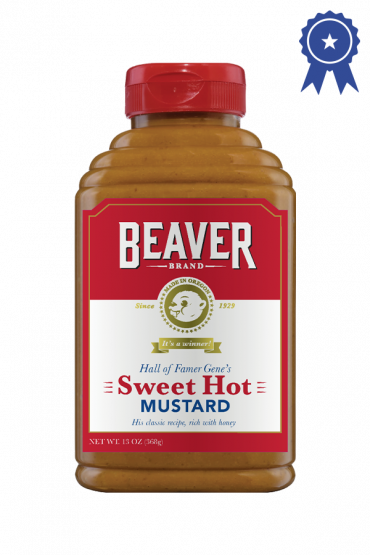 BEAVER
BRAND
MADE IN OREGON
Since 1929
It's a winner!
Hall of Famer Gene's
Sweet Hot
MUSTARD
His classic recipe, rich with honey
NET WT. 13 OZ (368g)